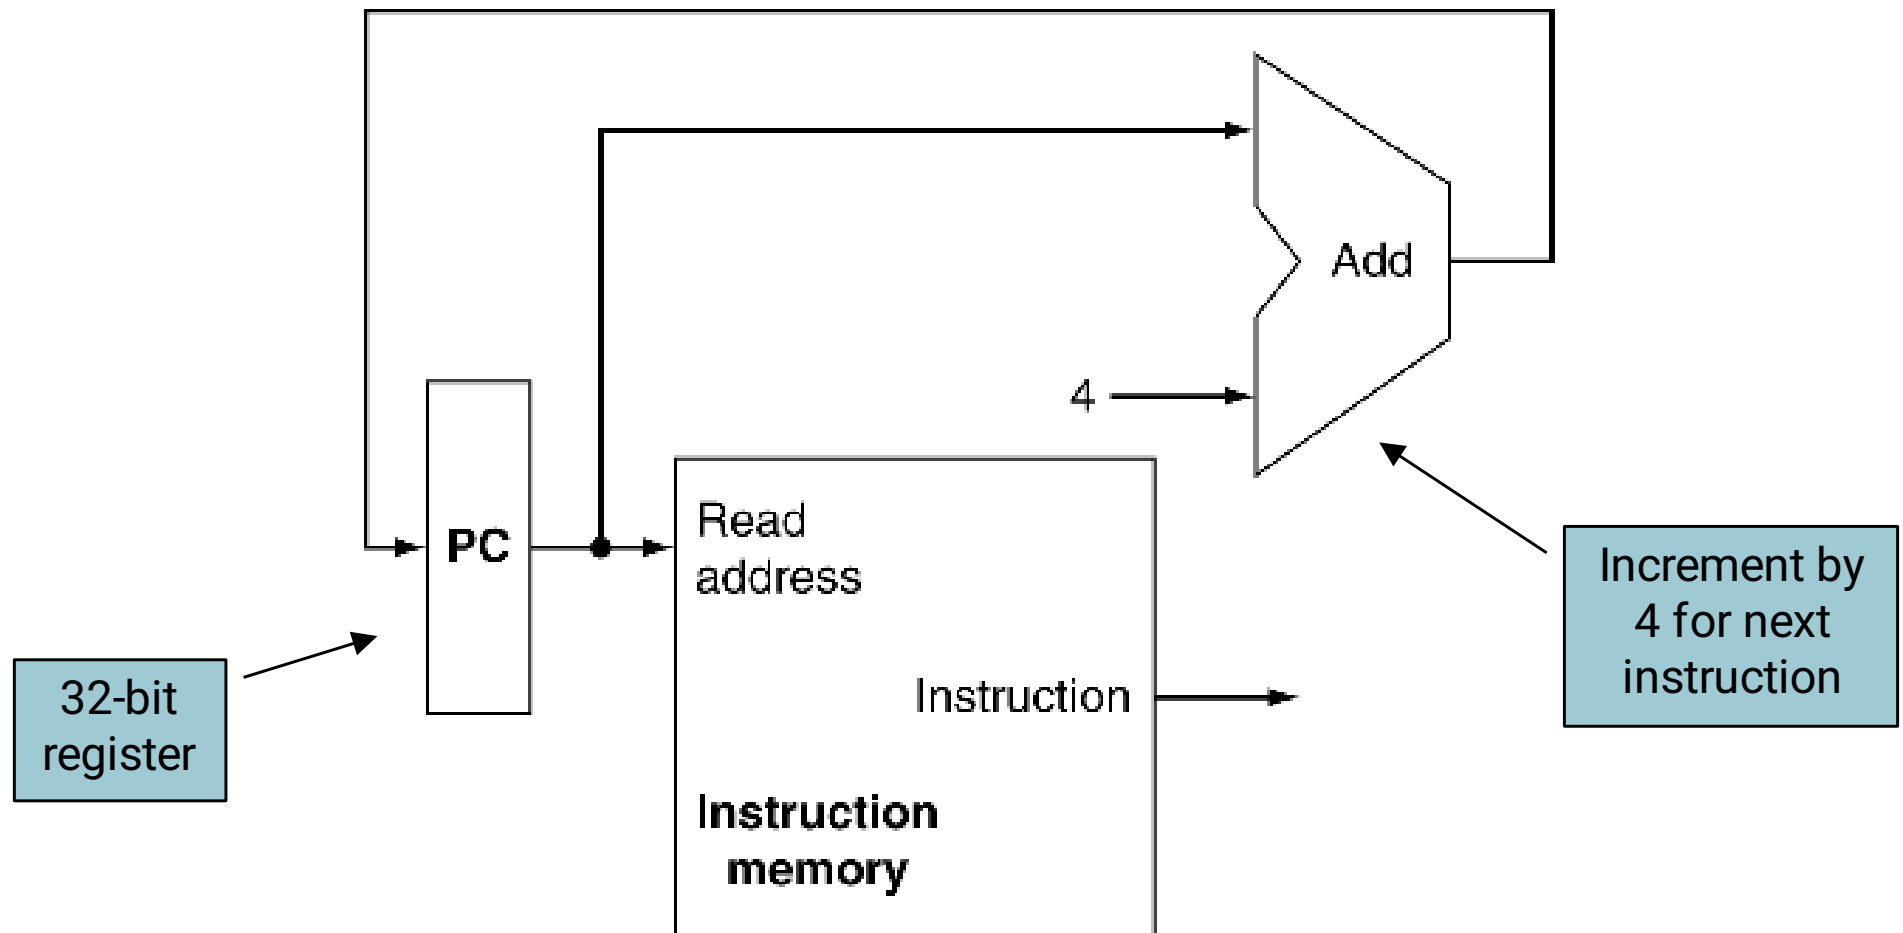 Add
4
PC
Read
address
Instruction
Instruction
memory
32-bit
register
Increment by
4 for next
instruction